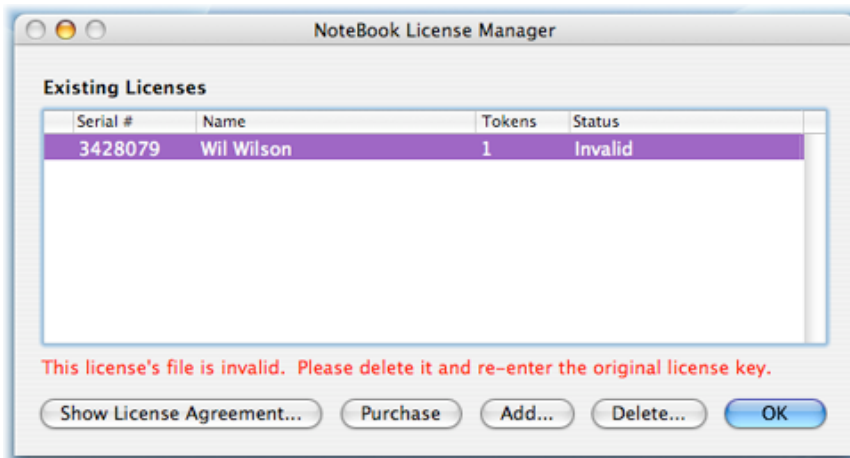 NoteBook License Manager
Existing Licenses
Serial # Name Tokens Status
3428079 Wil Wilson 1 Invalid
This license's file is invalid. Please delete it and re-enter the original license key.
Show License Agreement... Purchase Add... Delete... OK